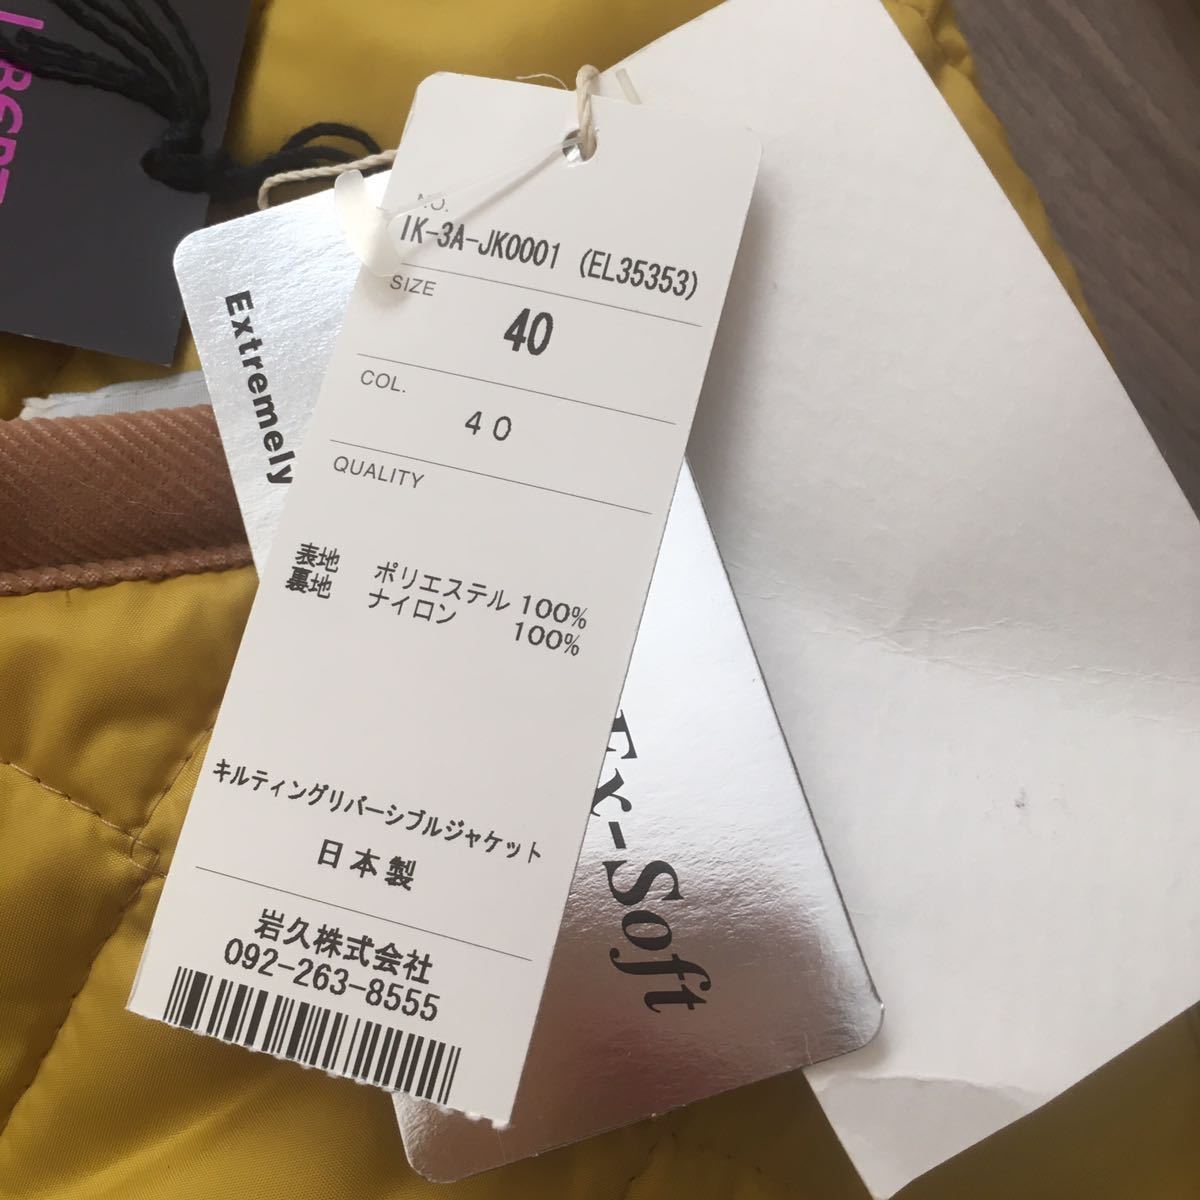 NO.
IK-3A-JK0001 (EL35353)
SIZE
40
COL.
40
QUALITY
表地 ポリエステル 100%
裏地 ナイロン 100%
キルティングリバーシブルジャケット
日本製
岩久株式会社
092-263-8555
Extremely
Ex-Soft